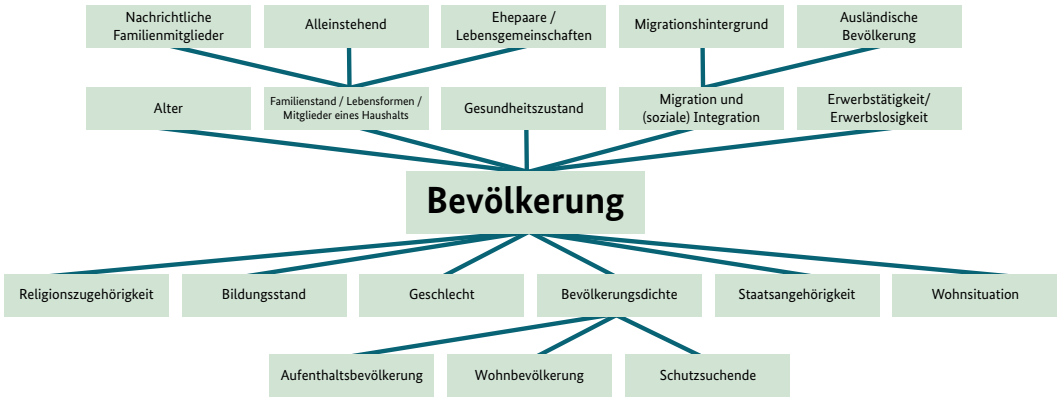 Nachrichtliche
Familienmitglieder
Alleinstehend
Ehepaare /
Lebensgemeinschaften
Migrationshintergrund
Ausländische
Bevölkerung
Alter
Familienstand / Lebensformen /
Mitglieder eines Haushalts
Gesundheitszustand
Migration und
(soziale) Integration
Erwerbstätigkeit/
Erwerbslosigkeit
Bevölkerung
Religionszugehörigkeit
Bildungsstand
Geschlecht
Bevölkerungsdichte
Staatsangehörigkeit
Wohnsituation
Aufenthaltsbevölkerung
Wohnbevölkerung
Schutzsuchende